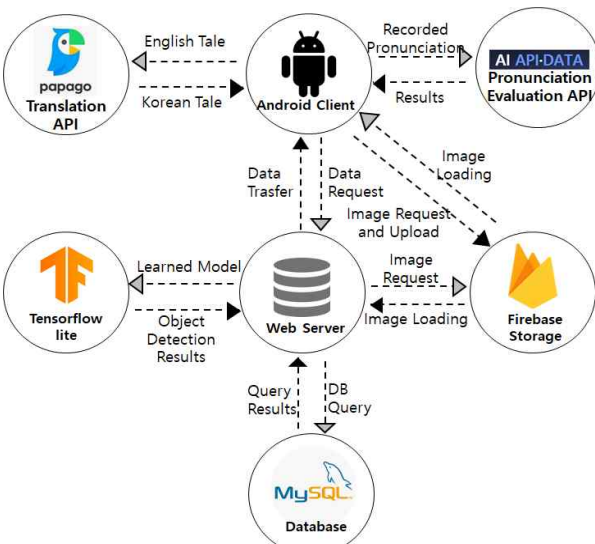 English Tale
Korean Tale
papago
Translation
API
Android Client
Recorded
Pronunciation
Results
AI API·DATA
Pronunciation
Evaluation API
Data
Trasfer
Data
Request
Image
Loading
Image Request
and Upload
Learned Model
Object
Detection
Results
Tensorflow
lite
Web Server
Image
Request
Image Loading
Firebase
Storage
Query
Results
DB
Query
MySQL
Database